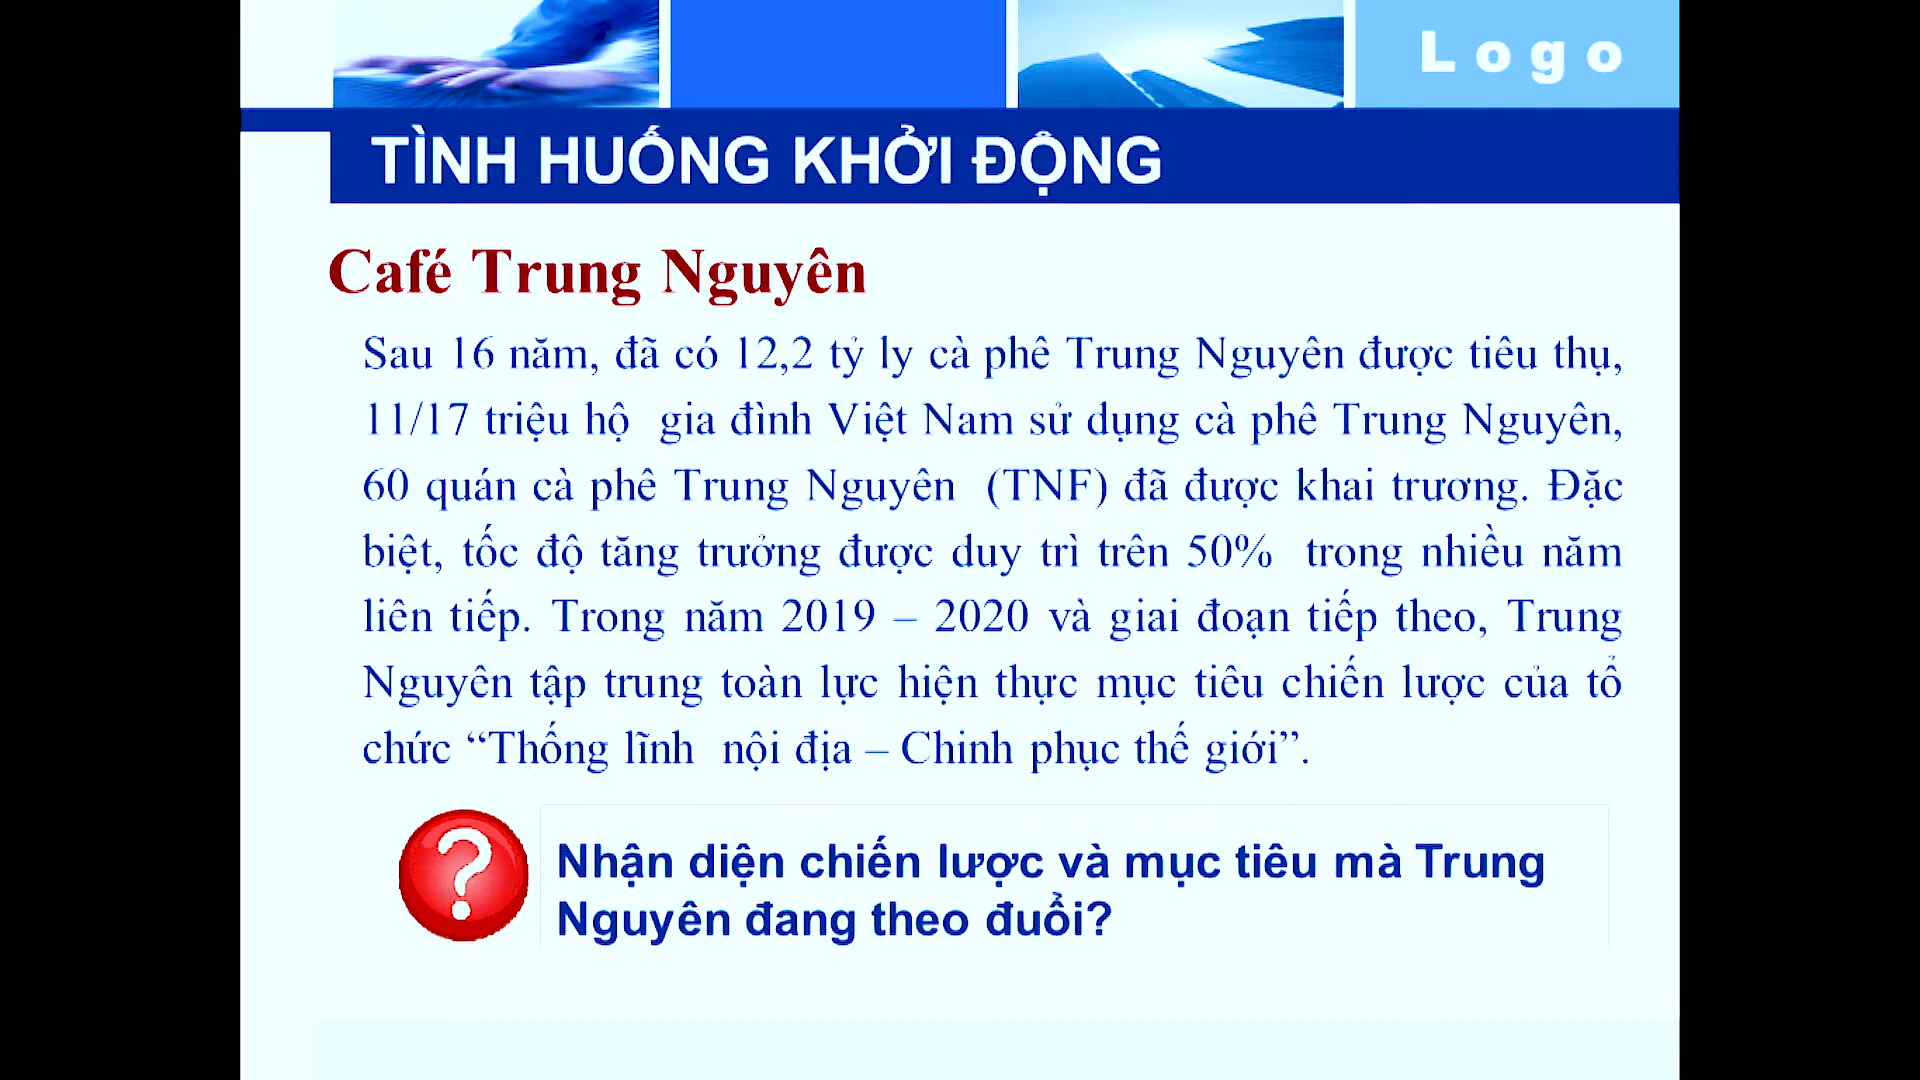 Logo
TÌNH HUỐNG KHỞI ĐỘNG
Café Trung Nguyên
Sau 16 năm, đã có 12,2 tỷ ly cà phê Trung Nguyên được tiêu thụ,
11/17 triệu hộ gia đình Việt Nam sử dụng cà phê Trung Nguyên,
60 quán cà phê Trung Nguyên (TNF) đã được khai trương. Đặc
biệt, tốc độ tăng trưởng được duy trì trên 50% trong nhiều năm
liên tiếp. Trong năm 2019 – 2020 và giai đoạn tiếp theo, Trung
Nguyên tập trung toàn lực hiện thực mục tiêu chiến lược của tổ
chức “Thống lĩnh nội địa – Chinh phục thế giới”.
Nhận diện chiến lược và mục tiêu mà Trung
Nguyên đang theo đuổi?